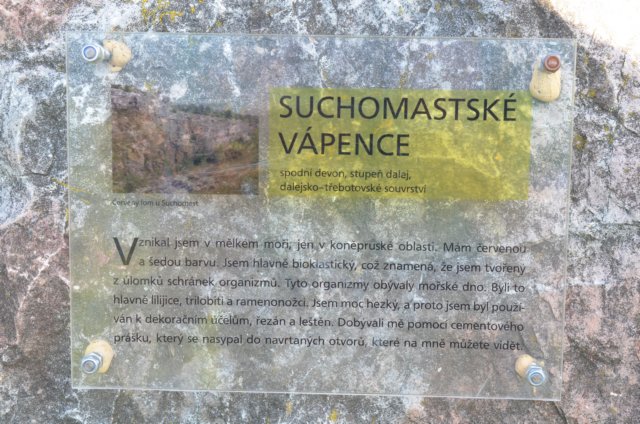 SUCHOMASTSKÉ
VÁPENCE
spodní devon, stupeň dalej,
dalejsko-třebotovské souvrství
Červený lom u Suchomast
Vznikal jsem v mělkém moři, jen v koněpruské oblasti. Mám červenou
a šedou barvu. Jsem hlavně bioklastický, což znamená, že jsem tvořeny
z úlomků schránek organizmů. Tyto organizmy obývaly mořské dno. Byli to
hlavně lilijice, trilobiti a ramenonožci. Jsem moc hezký, a proto jsem byl použí-
ván k dekoračním účelům, řezán a leštěn. Dobývali mě pomocí cementového
prášku, který se nasypal do navrtaných otvorů, které na mně můžete vidět.